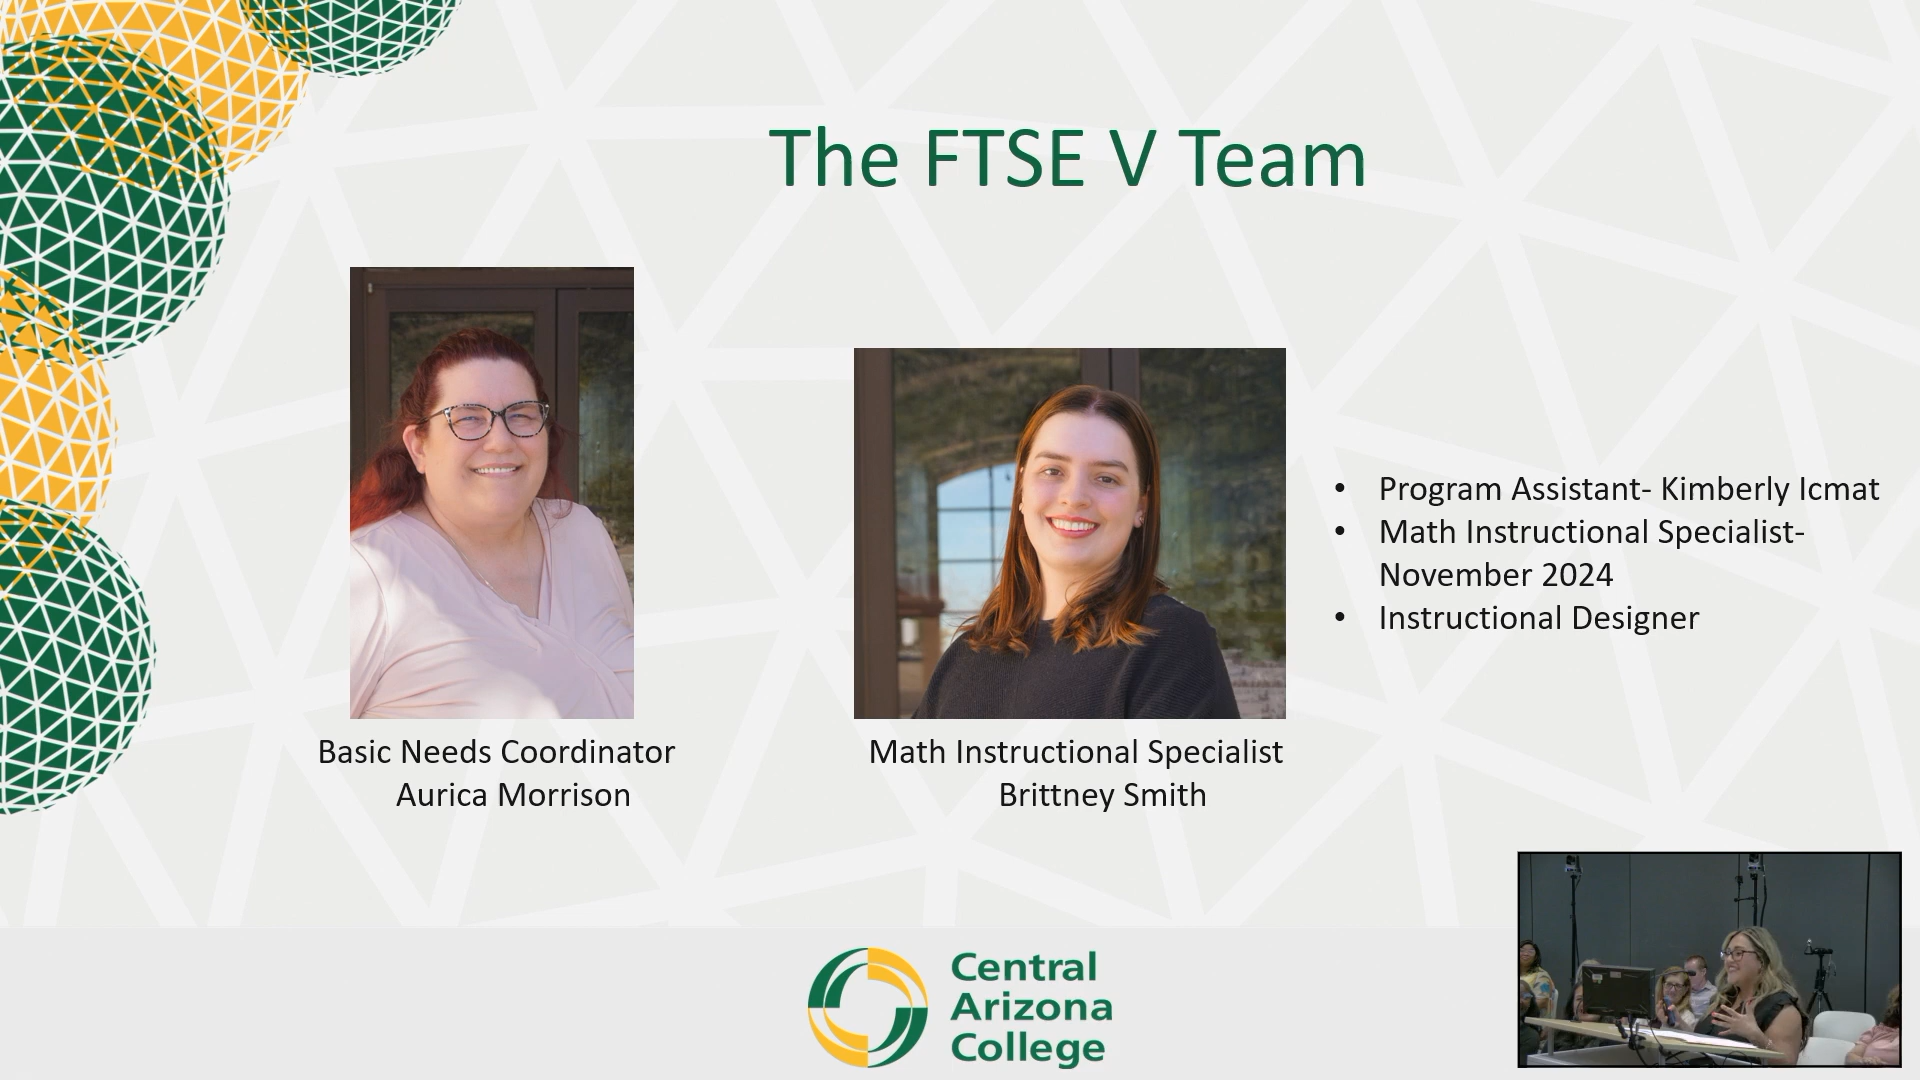 The FTSE V Team
Basic Needs Coordinator
Aurica Morrison
Math Instructional Specialist
Brittney Smith
• Program Assistant- Kimberly Icmat
• Math Instructional Specialist-
November 2024
• Instructional Designer
Central
Arizona
College